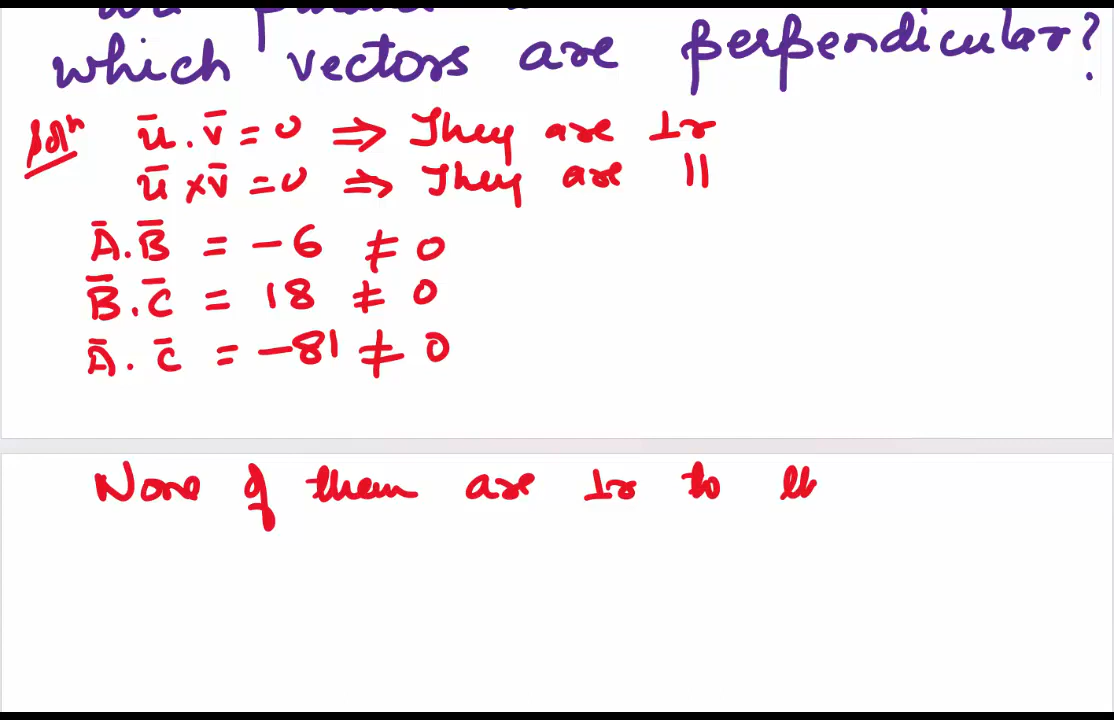 which vectors are perpendicular?
Solⁿ ū . v̄ = 0 ⇒ They are ⊥r
ū × v̄ = 0 ⇒ They are ||
Ā . B̄ = -6 ≠ 0
B̄ . C̄ = 18 ≠ 0
Ā . C̄ = -81 ≠ 0
None of them are ⊥r to